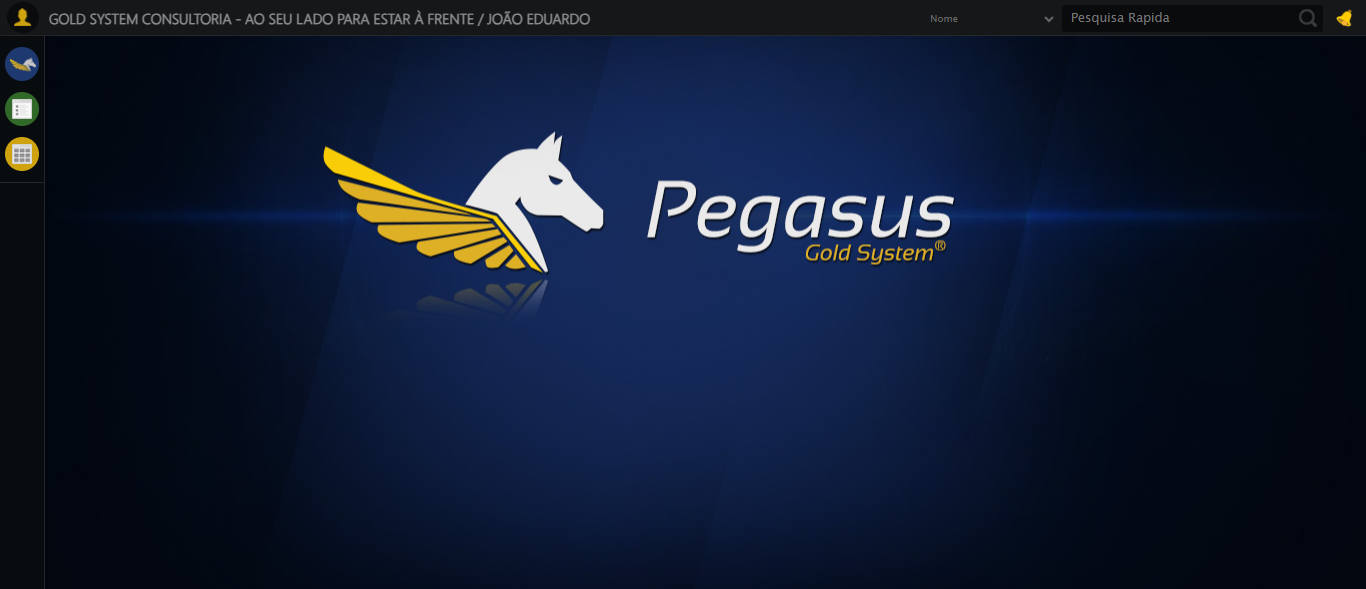 GOLD SYSTEM CONSULTORIA - AO SEU LADO PARA ESTAR À FRENTE / JOÃO EDUARDO
Nome
Pesquisa Rapida
Pegasus
Gold System®